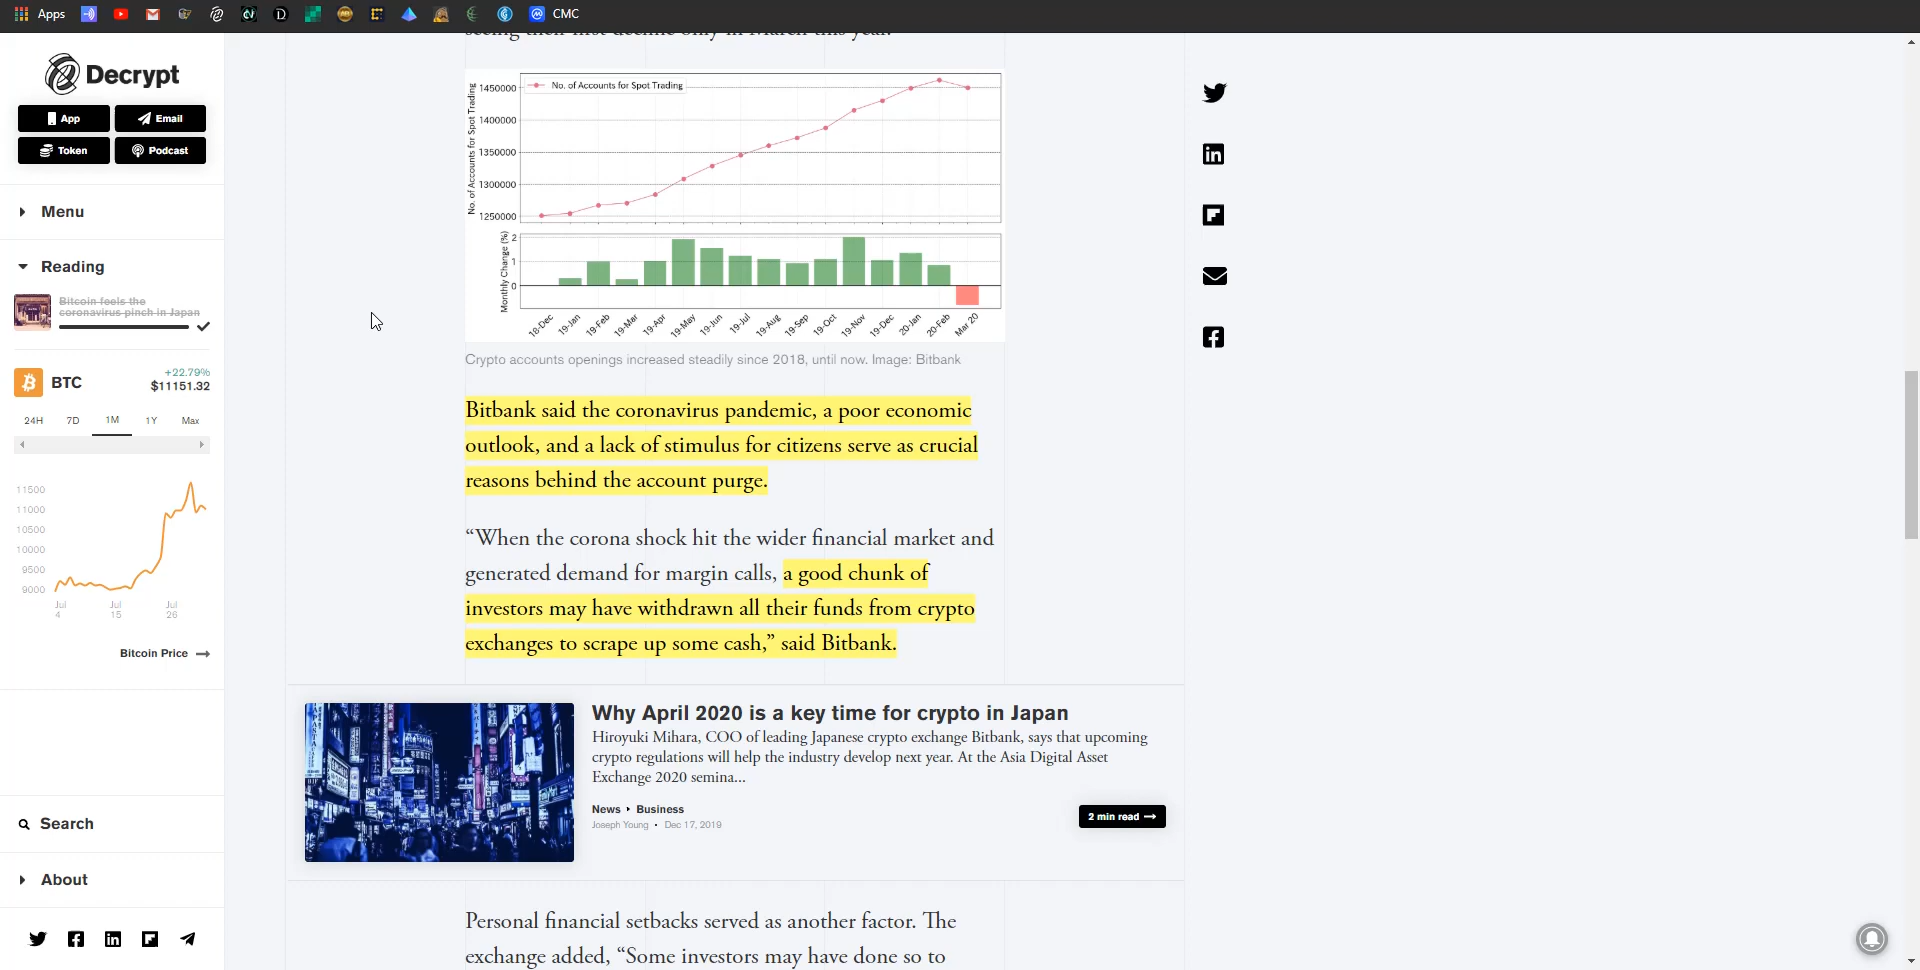 Apps
CMC
seeing their first decline only in March this year.
Decrypt
App
Email
Token
Podcast
Menu
Reading
Bitcoin feels the
coronavirus pinch in Japan
BTC
+22.79%
$11151.32
24H 7D 1M 1Y Max
11500
11000
10500
10000
9500
9000
Jul 4
Jul 15
Jul 26
Bitcoin Price
Search
About
No. of Accounts for Spot Trading
No. of Accounts for Spot Trading
1450000
1400000
1350000
1300000
1250000
Monthly Change (%)
2
1
0
18-Dec 19-Jan 19-Feb 19-Mar 19-Apr 19-May 19-Jun 19-Jul 19-Aug 19-Sep 19-Oct 19-Nov 19-Dec 20-Jan 20-Feb Mar 20
Crypto accounts openings increased steadily since 2018, until now. Image: Bitbank
Bitbank said the coronavirus pandemic, a poor economic
outlook, and a lack of stimulus for citizens serve as crucial
reasons behind the account purge.
“When the corona shock hit the wider financial market and
generated demand for margin calls, a good chunk of
investors may have withdrawn all their funds from crypto
exchanges to scrape up some cash,” said Bitbank.
Why April 2020 is a key time for crypto in Japan
Hiroyuki Mihara, COO of leading Japanese crypto exchange Bitbank, says that upcoming
crypto regulations will help the industry develop next year. At the Asia Digital Asset
Exchange 2020 semina...
News • Business
Joseph Young • Dec 17, 2019
2 min read
Personal financial setbacks served as another factor. The
exchange added, “Some investors may have done so to